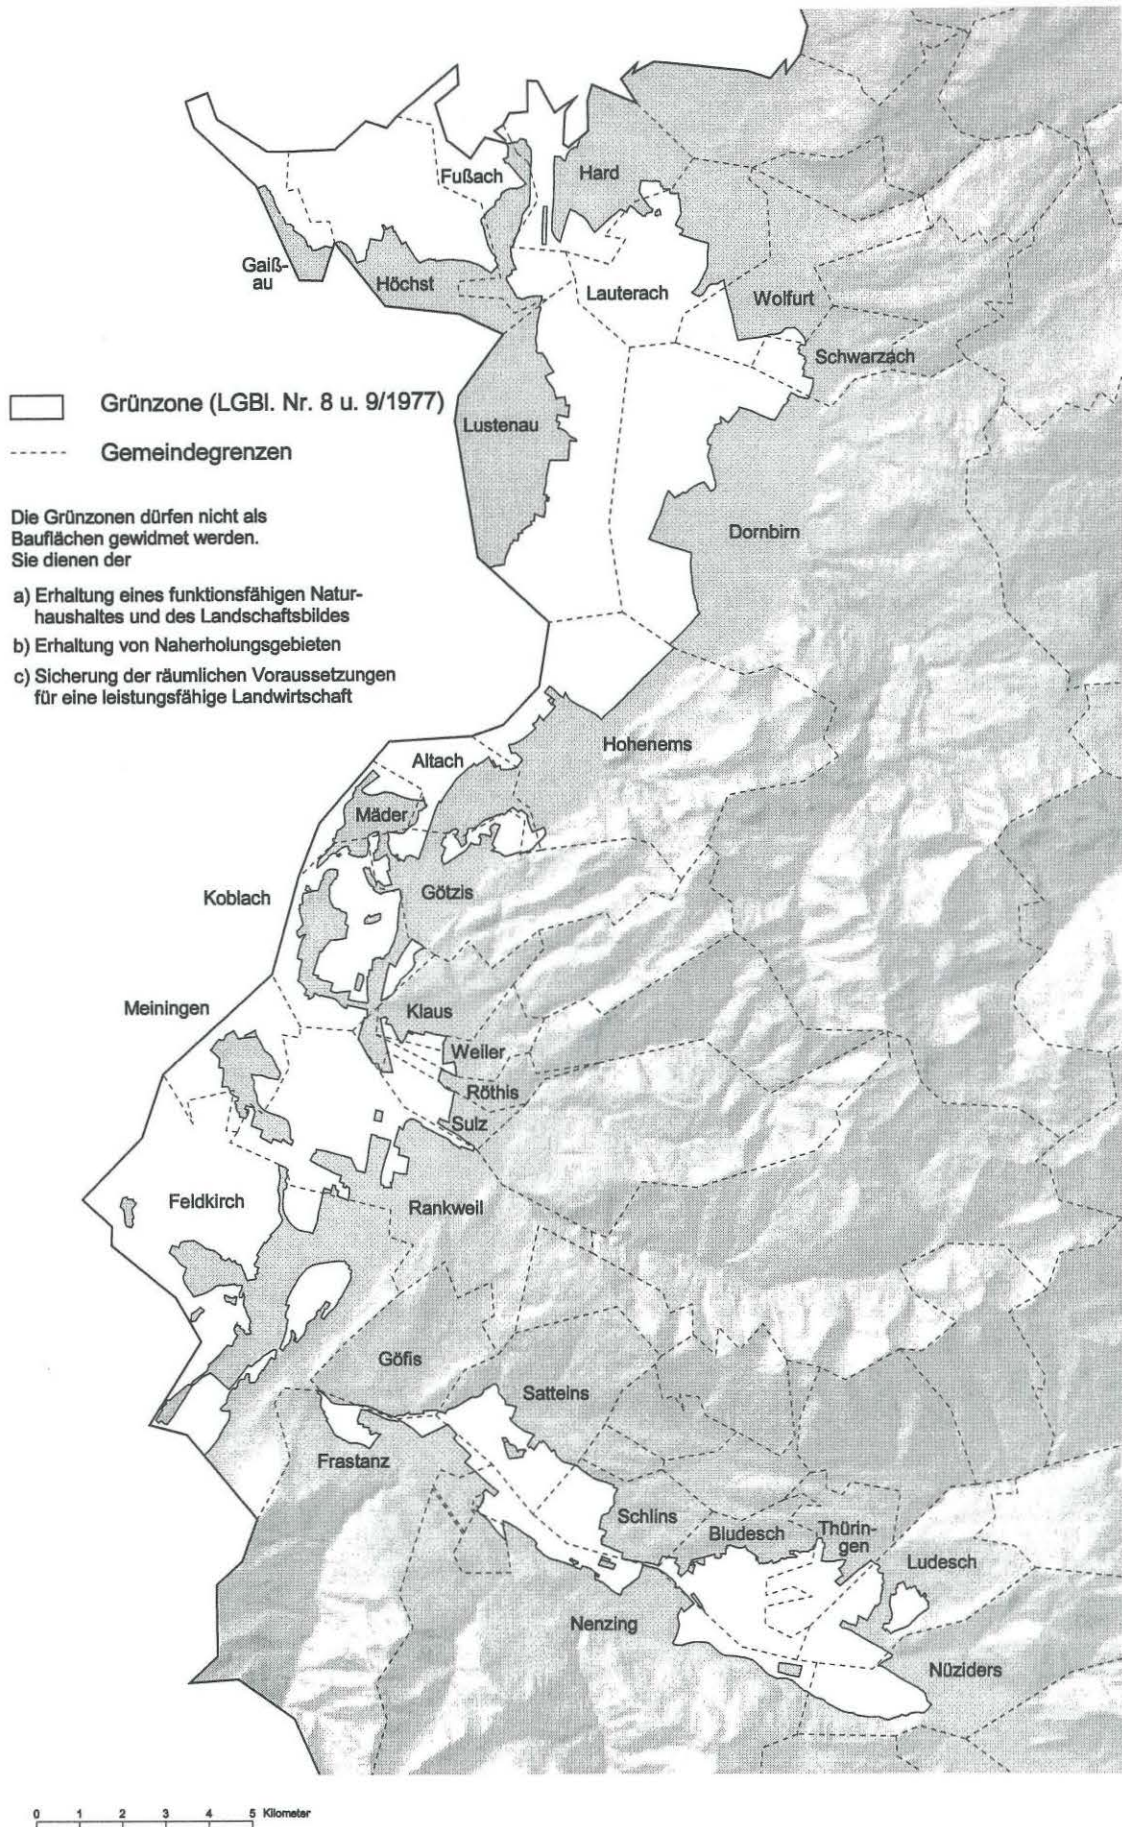 Fußach
Hard
Gaiß-
au
Höchst
Lauterach
Wolfurt
Schwarzach
Grünzone (LGBl. Nr. 8 u. 9/1977)
Lustenau
Gemeindegrenzen
Die Grünzonen dürfen nicht als
Bauflächen gewidmet werden.
Sie dienen der
Dornbirn
a) Erhaltung eines funktionsfähigen Natur-
haushaltes und des Landschaftsbildes
b) Erhaltung von Naherholungsgebieten
c) Sicherung der räumlichen Voraussetzungen
für eine leistungsfähige Landwirtschaft
Hohenems
Altach
Mäder
Götzis
Koblach
Meiningen
Klaus
Weiler
Röthis
Sulz
Feldkirch
Rankweil
Göfis
Satteins
Frastanz
Schlins
Bludesch
Thürin-
gen
Ludesch
Nenzing
Nüziders
0 1 2 3 4 5 Kilometer